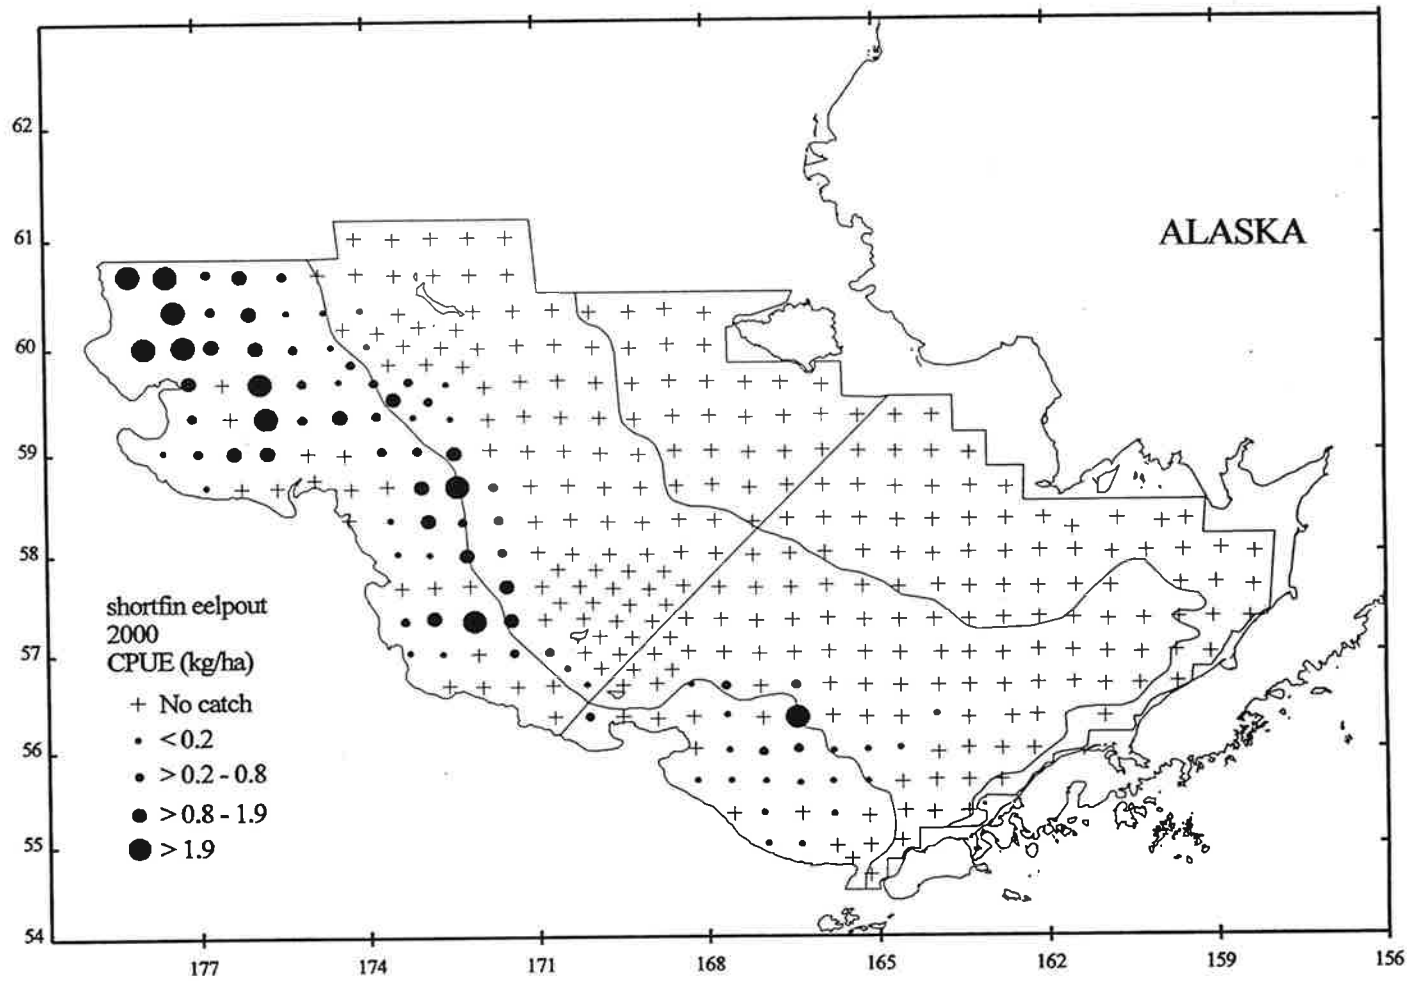 62
61
60
59
58
57
56
55
54
ALASKA
shortfin eelpout
2000
CPUE (kg/ha)
+ No catch
< 0.2
> 0.2 - 0.8
> 0.8 - 1.9
> 1.9
177 174 171 168 165 162 159 156